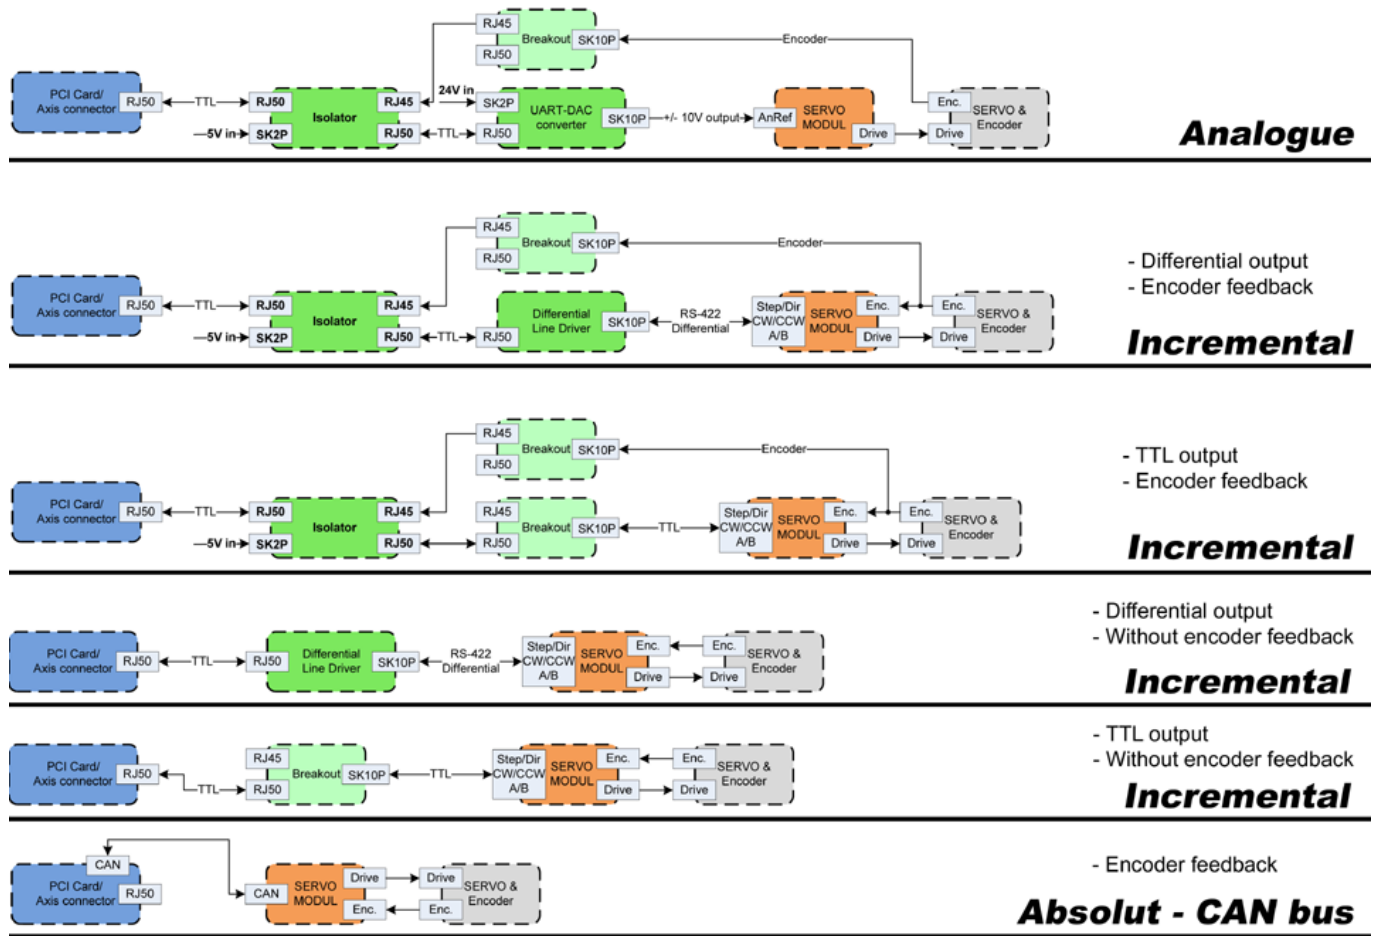 RJ45
Breakout
SK10P
Encoder
RJ50
PCI Card/
Axis connector
RJ50
TTL
RJ50
Isolator
RJ45
24V in
SK2P
UART-DAC
converter
SK10P
+/- 10V output
AnRef
SERVO
MODUL
Enc.
SERVO &
Encoder
5V in
SK2P
RJ50
TTL
RJ50
Drive
Drive
Analogue
RJ45
Breakout
SK10P
Encoder
RJ50
- Differential output
- Encoder feedback
PCI Card/
Axis connector
RJ50
TTL
RJ50
Isolator
RJ45
Differential
Line Driver
SK10P
RS-422
Differential
Step/Dir
CW/CCW
A/B
SERVO
MODUL
Enc.
Enc.
SERVO &
Encoder
5V in
SK2P
RJ50
TTL
RJ50
Drive
Drive
Incremental
RJ45
Breakout
SK10P
Encoder
RJ50
- TTL output
- Encoder feedback
PCI Card/
Axis connector
RJ50
TTL
RJ50
Isolator
RJ45
RJ45
Breakout
SK10P
TTL
Step/Dir
CW/CCW
A/B
SERVO
MODUL
Enc.
Enc.
SERVO &
Encoder
5V in
SK2P
RJ50
RJ50
Drive
Drive
Incremental
- Differential output
- Without encoder feedback
PCI Card/
Axis connector
RJ50
TTL
RJ50
Differential
Line Driver
SK10P
RS-422
Differential
Step/Dir
CW/CCW
A/B
SERVO
MODUL
Enc.
Enc.
SERVO &
Encoder
Drive
Drive
Incremental
- TTL output
- Without encoder feedback
PCI Card/
Axis connector
RJ50
TTL
RJ45
RJ50
Breakout
SK10P
TTL
Step/Dir
CW/CCW
A/B
SERVO
MODUL
Enc.
Enc.
SERVO &
Encoder
Drive
Drive
Incremental
CAN
PCI Card/
Axis connector
RJ50
CAN
SERVO
MODUL
Drive
Drive
SERVO &
Encoder
Enc.
Enc.
- Encoder feedback
Absolut - CAN bus